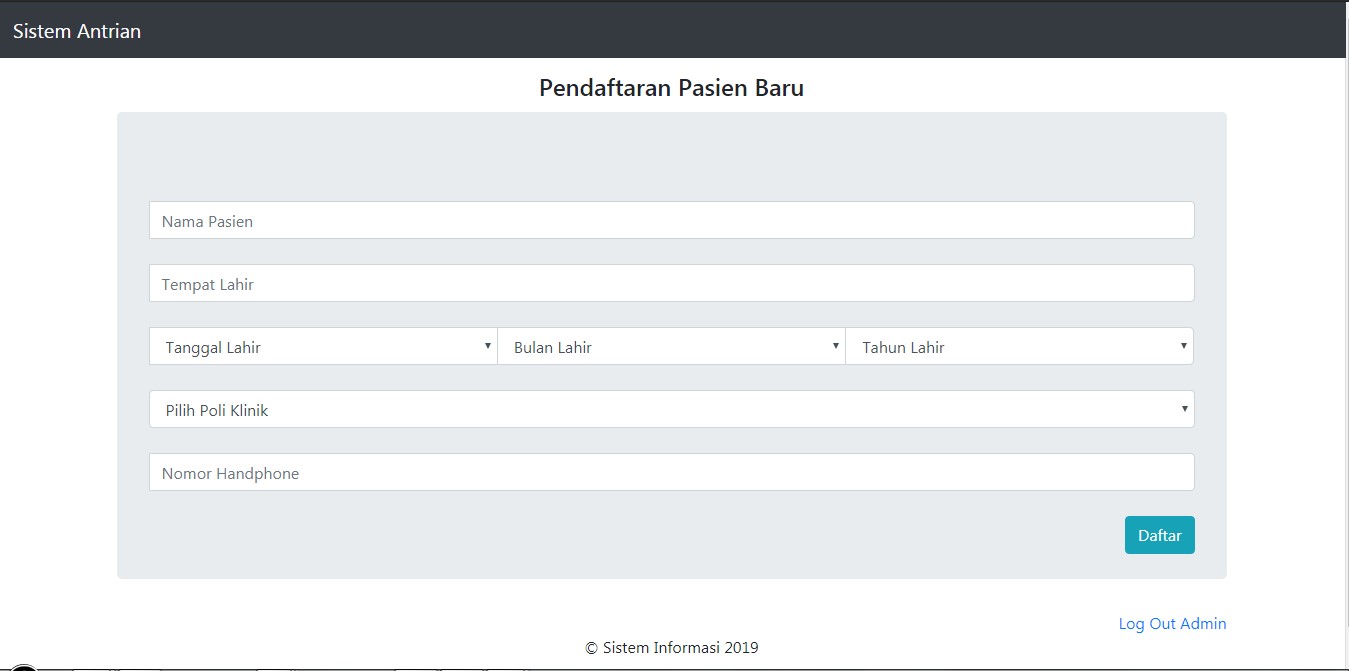 Sistem Antrian
Pendaftaran Pasien Baru
Nama Pasien
Tempat Lahir
Tanggal Lahir Bulan Lahir Tahun Lahir
Pilih Poli Klinik
Nomor Handphone
Daftar
Log Out Admin
© Sistem Informasi 2019